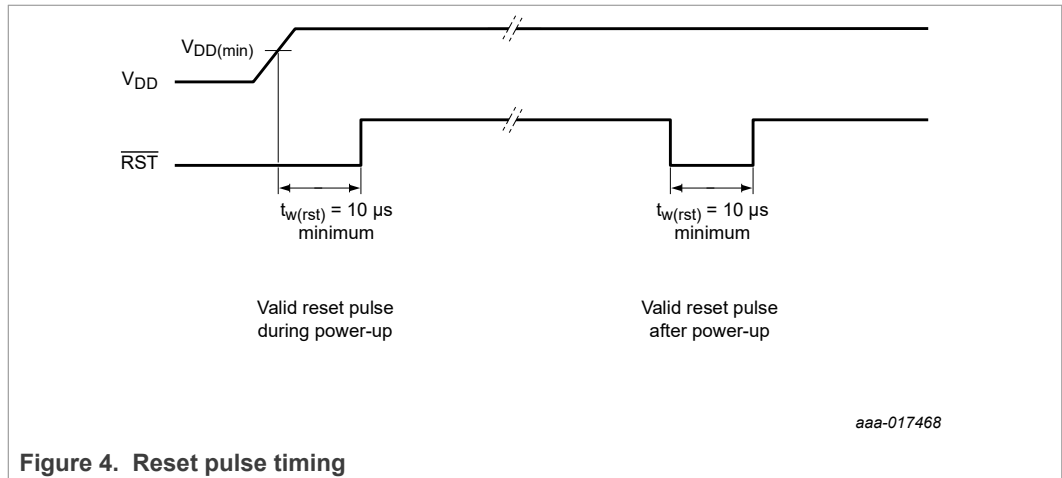 VDD(min)
VDD
RST
tw(rst) = 10 µs
minimum
tw(rst) = 10 µs
minimum
Valid reset pulse
during power-up
Valid reset pulse
after power-up
aaa-017468
Figure 4. Reset pulse timing